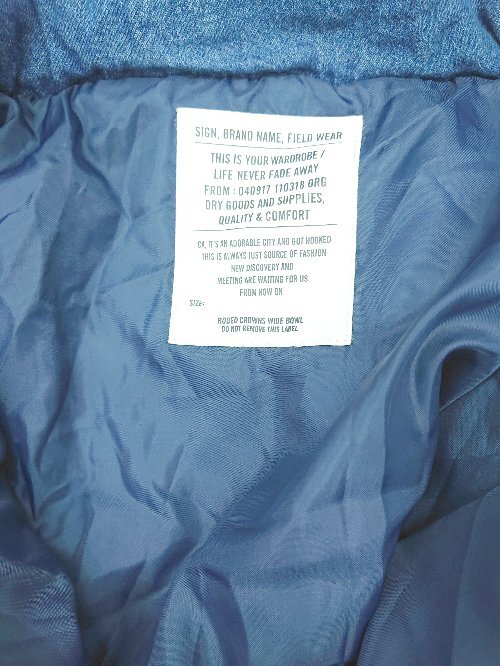 SIGN, BRAND NAME, FIELD WEAR
THIS IS YOUR WARDROBE /
LIFE NEVER FADE AWAY
FROM : 040917 110318 ORG
DRY GOODS AND SUPPLIES,
QUALITY & COMFORT
CA, IT'S AN ADORABLE CITY AND GOT HOOKED
THIS IS ALWAYS JUST SOURCE OF FASHION
NEW DISCOVERY AND
MEETING ARE WAITING FOR US
FROM NOW ON
SIZE:
RODEO CROWNS WIDE BOWL
DO NOT REMOVE THIS LABEL